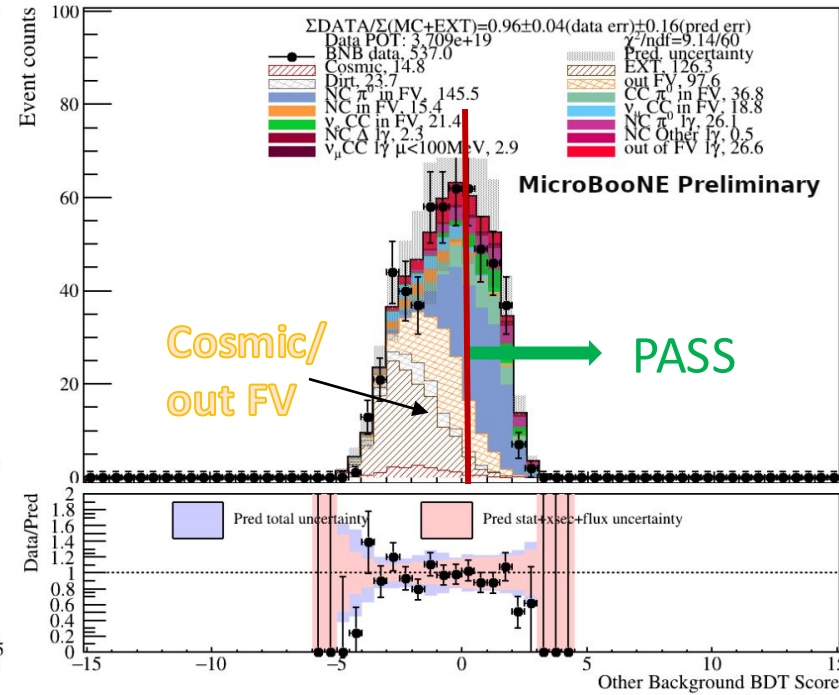 ΣDATA/Σ(MC+EXT)=0.96±0.04(data err)±0.16(pred err)
Data POT: 3.709e+19 χ²/ndf=9.14/60
BNB data, 537.0 Pred. uncertainty
Cosmic, 14.8 EXT, 126.3
Dirt, 23.7 out FV, 97.6
NC π⁰ in FV, 145.5 CC π⁰ in FV, 36.8
NC in FV, 15.4 νμ CC in FV, 18.8
CC in FV, 21.4 NC π⁰ 1γ, 26.1
NC Δ 1γ, 2.3 NC Other 1γ, 0.5
νμCC 1γ μ<100MeV, 2.9 out of FV 1γ, 26.6
MicroBooNE Preliminary
Event counts
100
80
60
40
20
0
Cosmic/
out FV
PASS
Data/Pred
2
1.8
1.6
1.4
1.2
1
0.8
0.6
0.4
0.2
0
Pred total uncertainty Pred stat+xsec+flux uncertainty
−15 −10 −5 0 5 10
Other Background BDT Score